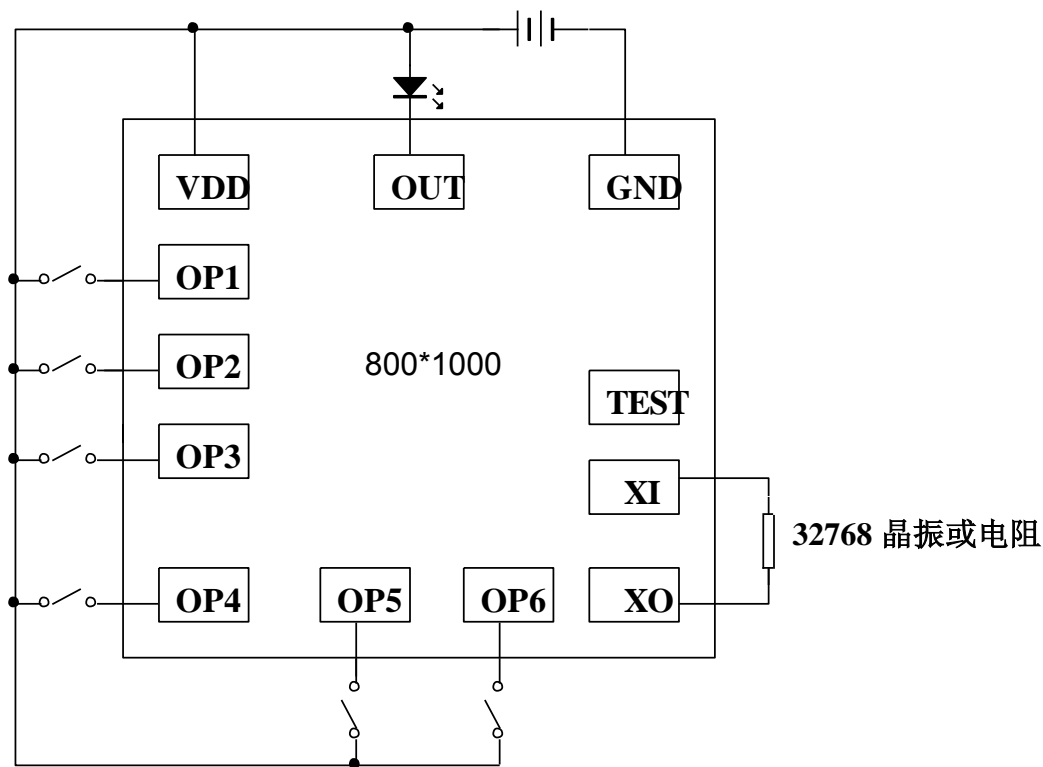 VDD
OUT
GND
OP1
OP2
800*1000
TEST
OP3
XI
32768 晶振或电阻
OP4
OP5
OP6
XO